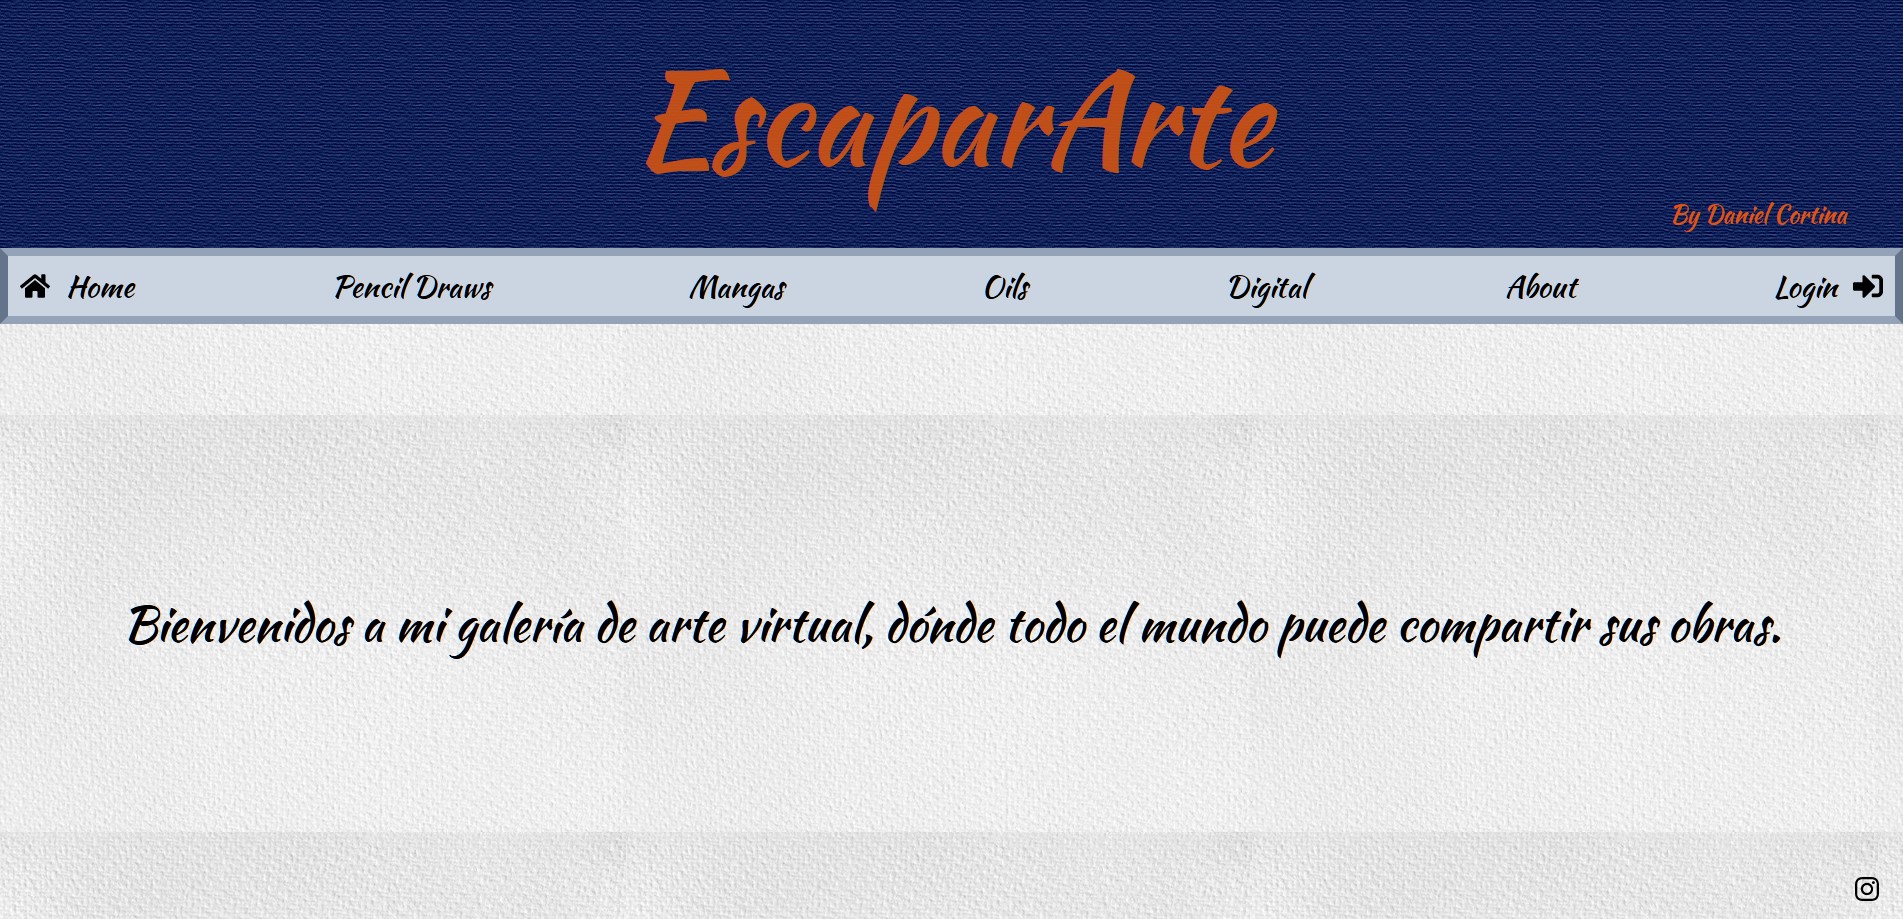 EscaparArte
By Daniel Cortina
Home Pencil Draws Mangas Oils Digital About Login
Bienvenidos a mi galería de arte virtual, dónde todo el mundo puede compartir sus obras.